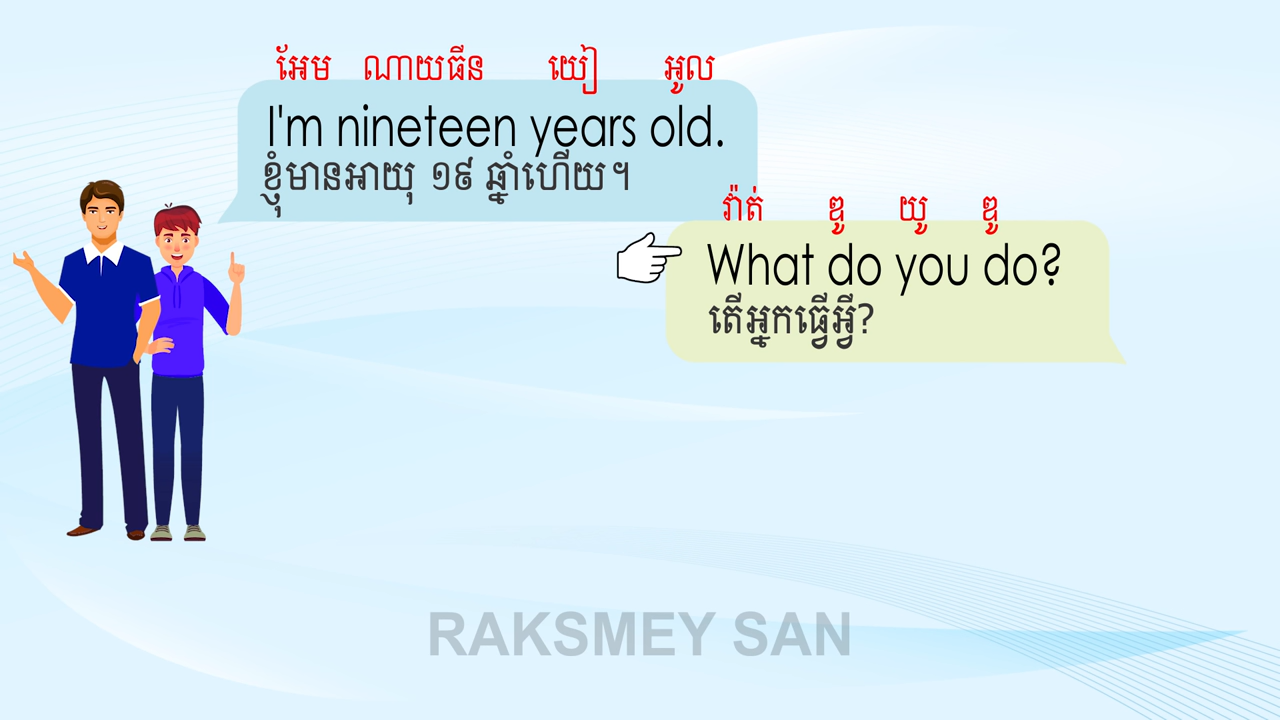 អែម ណាយធីន យៀ អូល
I'm nineteen years old.
ខ្ញុំមានអាយុ ១៩ ឆ្នាំហើយ។
វ៉ាត់ ឌូ យូ ឌូ
What do you do?
តើអ្នកធ្វើអ្វី?
RAKSMEY SAN